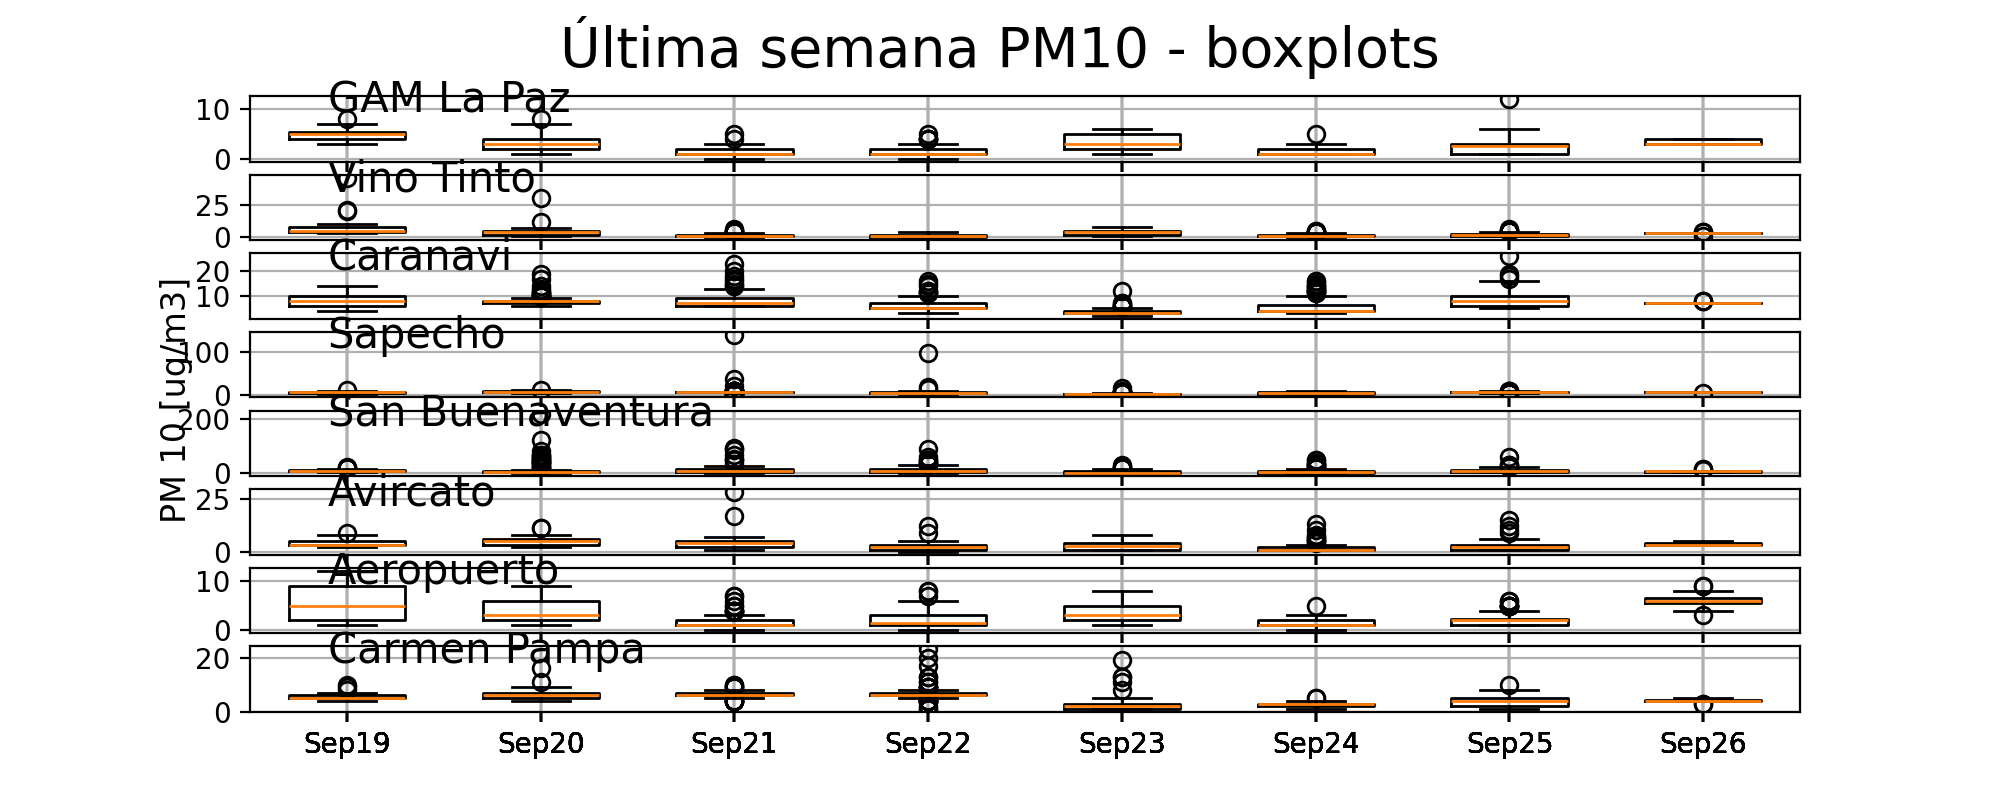 Última semana PM10 - boxplots
GAM La Paz
10
0
Vino Tinto
25
0
Caranavi
20
10
Sapecho
100
0
San Buenaventura
200
0
Avircato
25
0
Aeropuerto
10
0
Carmen Pampa
20
0
PM 10 [ug/m3]
Sep19 Sep20 Sep21 Sep22 Sep23 Sep24 Sep25 Sep26